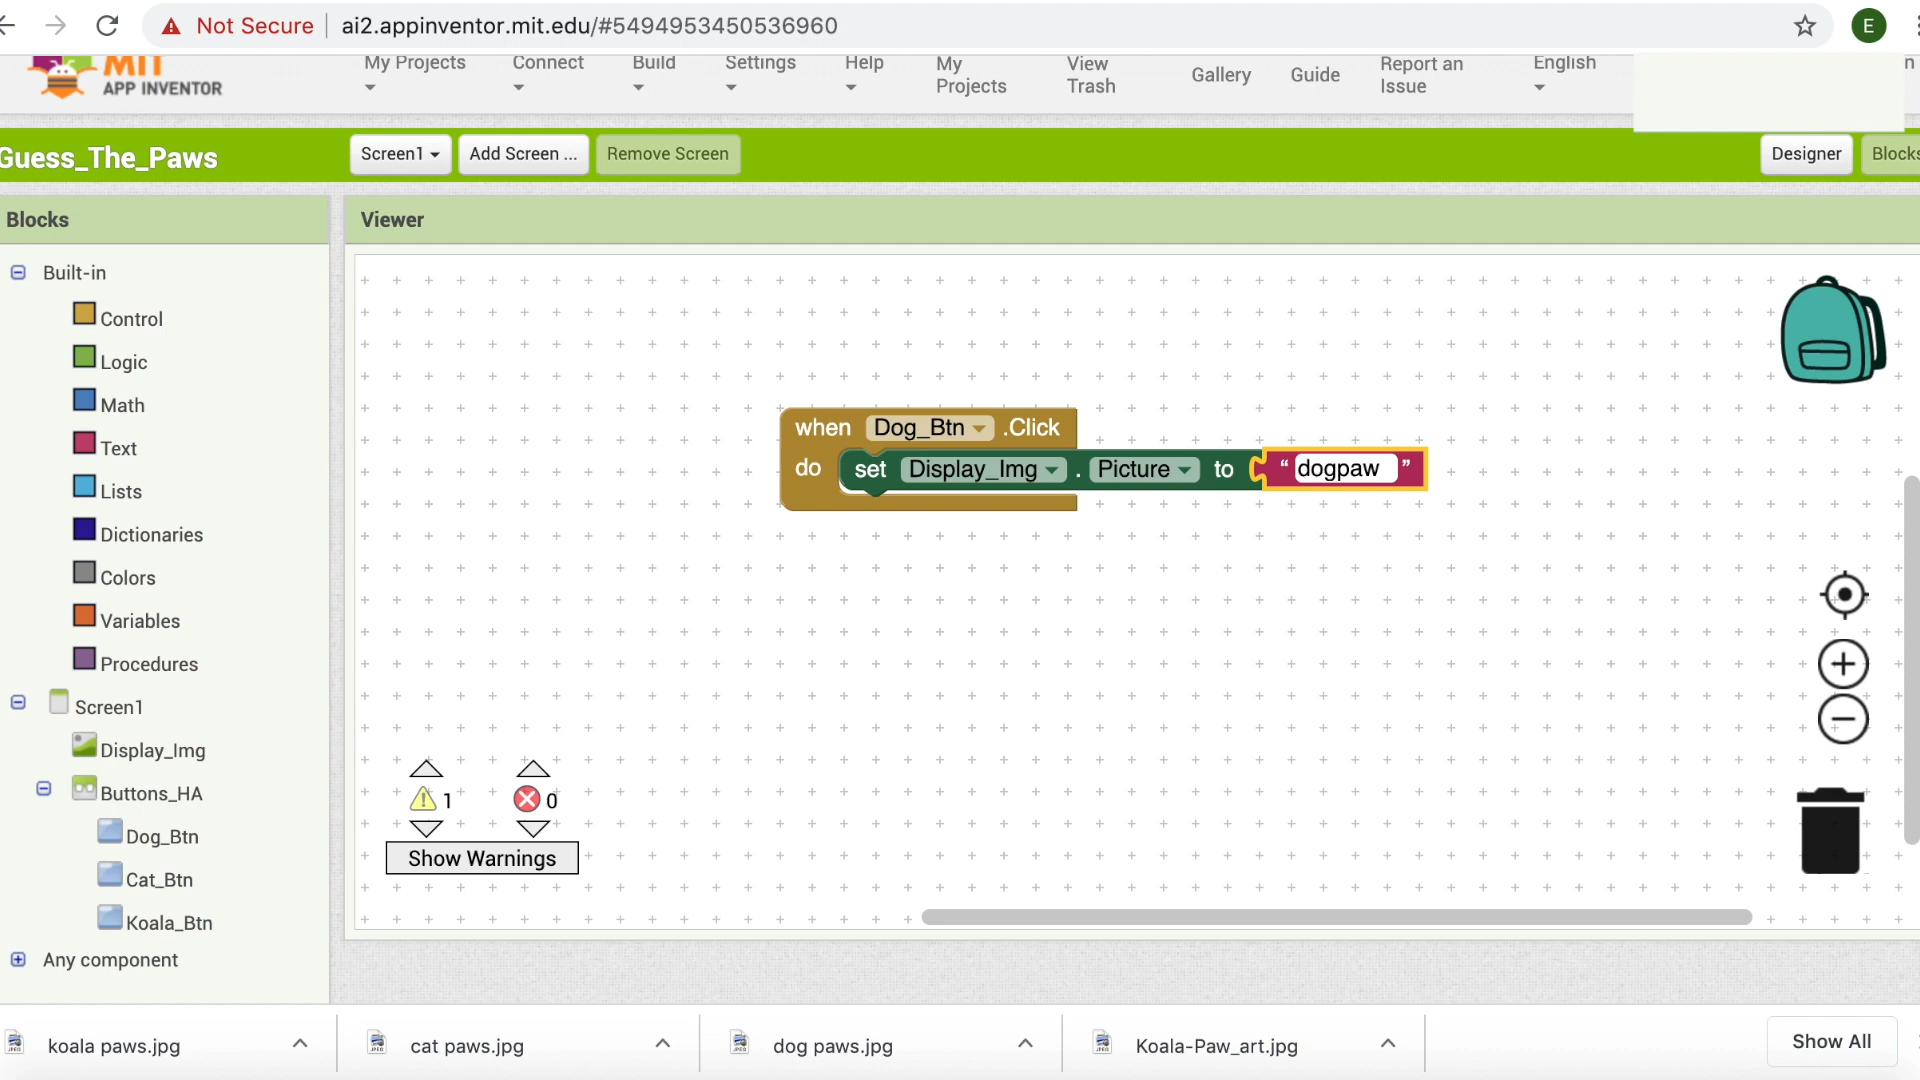 Not Secure ai2.appinventor.mit.edu/#5494953450536960 E
MIT
APP INVENTOR
My Projects Connect Build Settings Help My Projects View Trash Gallery Guide Report an Issue English
Guess_The_Paws Screen1 Add Screen ... Remove Screen Designer Blocks
Blocks Viewer
Built-in
Control
Logic
Math
Text
Lists
Dictionaries
Colors
Variables
Procedures
Screen1
Display_Img
Buttons_HA
Dog_Btn
Cat_Btn
Koala_Btn
Any component
when Dog_Btn .Click
do set Display_Img . Picture to “ dogpaw ”
1 0
Show Warnings
koala paws.jpg cat paws.jpg dog paws.jpg Koala-Paw_art.jpg Show All